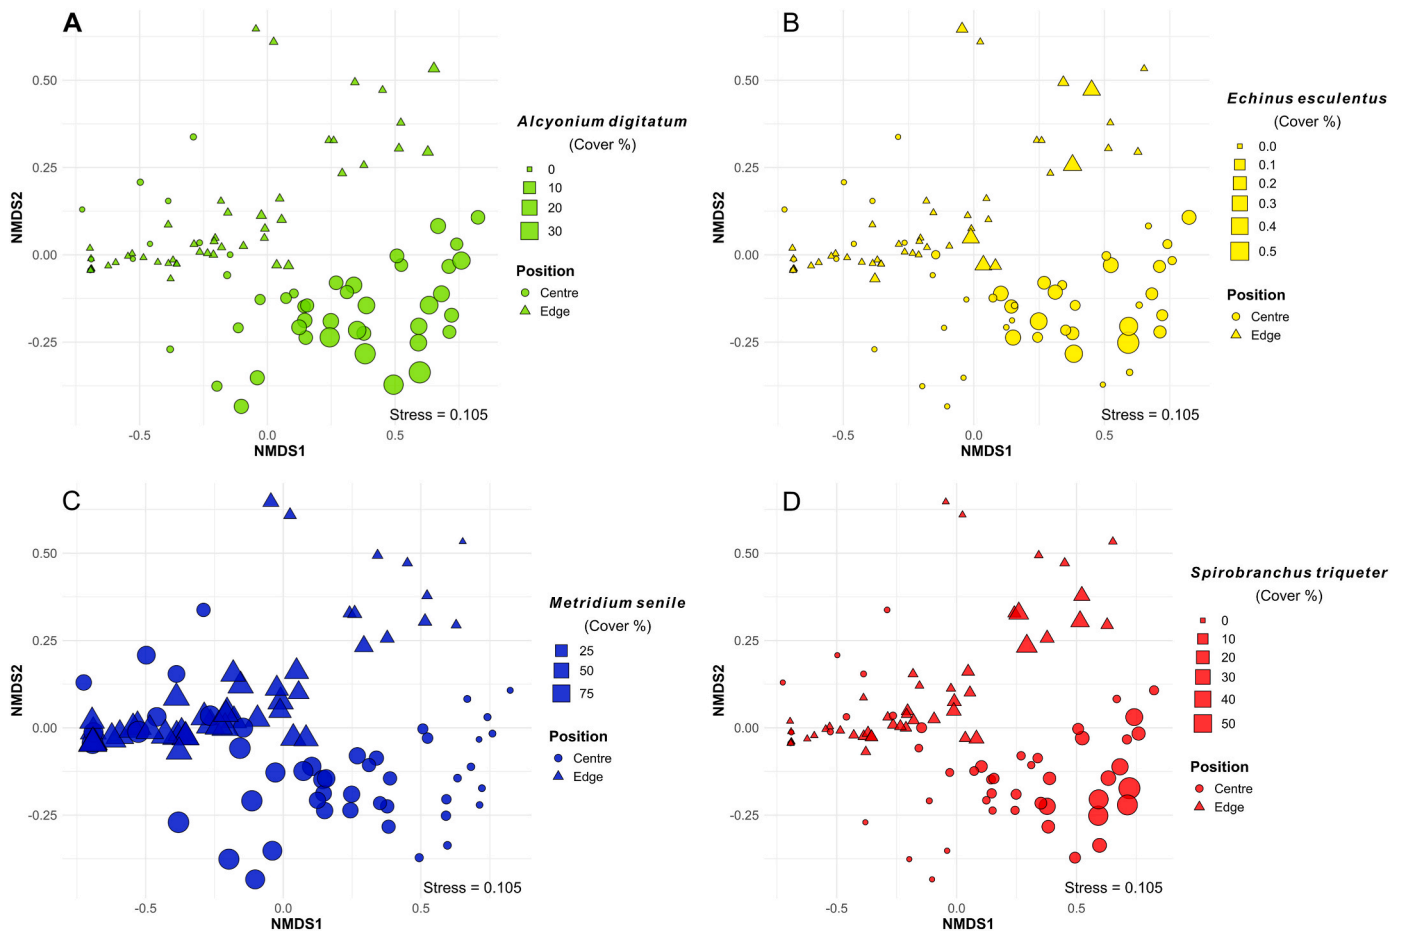 A
0.50
0.25
0.00
-0.25
NMDS2
-0.5
0.0
0.5
NMDS1
Stress = 0.105
Alcyonium digitatum
(Cover %)
0
10
20
30
Position
Centre
Edge
B
0.50
0.25
0.00
-0.25
NMDS2
-0.5
0.0
0.5
NMDS1
Stress = 0.105
Echinus esculentus
(Cover %)
0.0
0.1
0.2
0.3
0.4
0.5
Position
Centre
Edge
C
0.50
0.25
0.00
-0.25
NMDS2
-0.5
0.0
0.5
NMDS1
Stress = 0.105
Metridium senile
(Cover %)
25
50
75
Position
Centre
Edge
D
0.50
0.25
0.00
-0.25
NMDS2
-0.5
0.0
0.5
NMDS1
Stress = 0.105
Spirobranchus triqueter
(Cover %)
0
10
20
30
40
50
Position
Centre
Edge